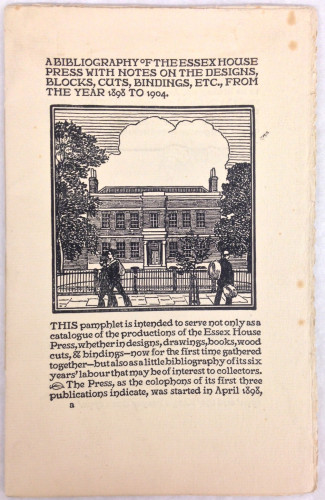 A BIBLIOGRAPHY OF THE ESSEX HOUSE
PRESS WITH NOTES ON THE DESIGNS,
BLOCKS, CUTS, BINDINGS, ETC., FROM
THE YEAR 1898 TO 1904.
THIS pamphlet is intended to serve not only as a
catalogue of the productions of the Essex House
Press, whether in designs, drawings, books, wood
cuts, & bindings—now for the first time gathered
together—but also as a little bibliography of its six
years' labour that may be of interest to collectors.
The Press, as the colophons of its first three
publications indicate, was started in April 1898,
a